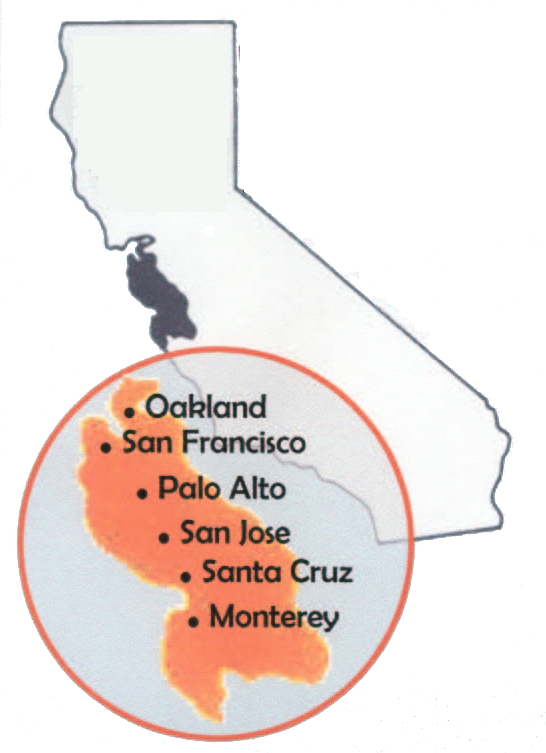 Oakland
San Francisco
Palo Alto
San Jose
Santa Cruz
Monterey